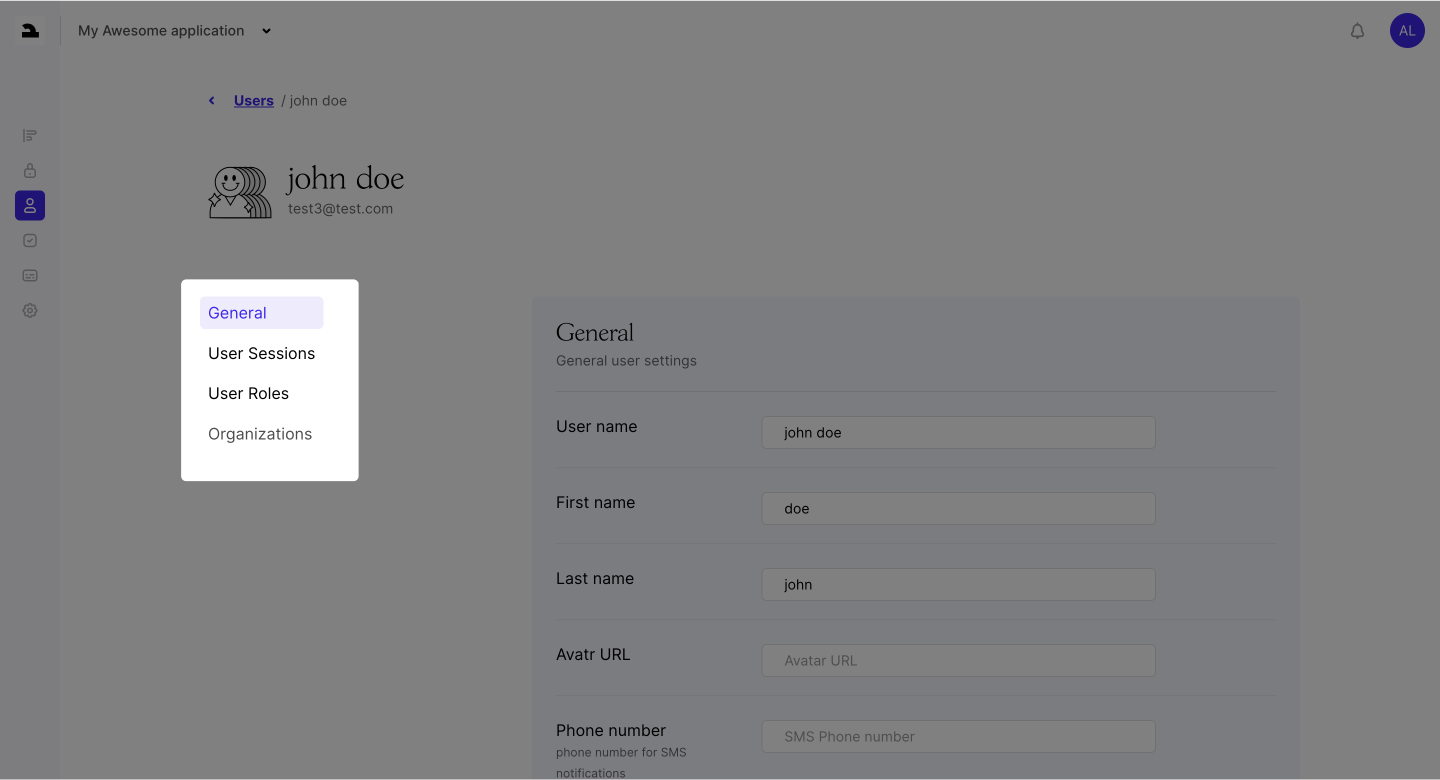 My Awesome application
AL
Users / john doe
john doe
test3@test.com
General
User Sessions
User Roles
Organizations
General
General user settings
User name
john doe
First name
doe
Last name
john
Avatr URL
Avatar URL
Phone number
SMS Phone number
phone number for SMS
notifications